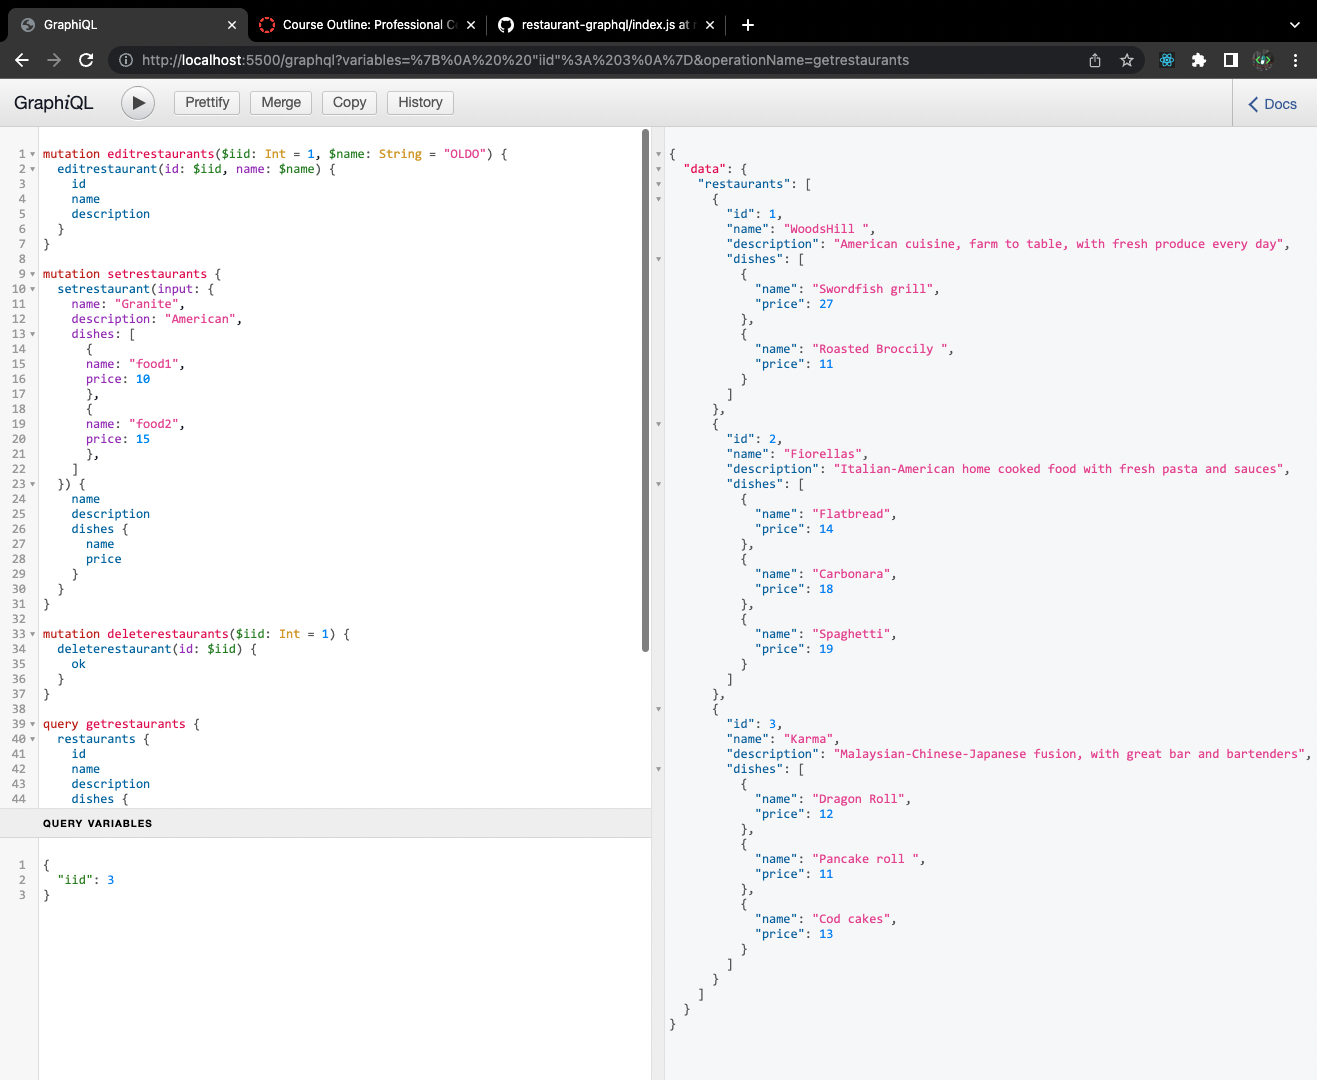 GraphiQL
Course Outline: Professional C
restaurant-graphql/index.js at
http://localhost:5500/graphql?variables=%7B%0A%20%20"iid"%3A%203%0A%7D&operationName=getrestaurants
GraphiQL
Prettify
Merge
Copy
History
Docs
1 mutation editrestaurants($iid: Int = 1, $name: String = "OLDO") {
2   editrestaurant(id: $iid, name: $name) {
3     id
4     name
5     description
6   }
7 }
8
9 mutation setrestaurants {
10   setrestaurant(input: {
11     name: "Granite",
12     description: "American",
13     dishes: [
14       {
15       name: "food1",
16       price: 10
17       },
18       {
19       name: "food2",
20       price: 15
21       },
22     ]
23   }) {
24     name
25     description
26     dishes {
27       name
28       price
29     }
30   }
31 }
32
33 mutation deleterestaurants($iid: Int = 1) {
34   deleterestaurant(id: $iid) {
35     ok
36   }
37 }
38
39 query getrestaurants {
40   restaurants {
41     id
42     name
43     description
44     dishes {
QUERY VARIABLES
1 {
2   "iid": 3
3 }
{
  "data": {
    "restaurants": [
      {
        "id": 1,
        "name": "WoodsHill ",
        "description": "American cuisine, farm to table, with fresh produce every day",
        "dishes": [
          {
            "name": "Swordfish grill",
            "price": 27
          },
          {
            "name": "Roasted Broccily ",
            "price": 11
          }
        ]
      },
      {
        "id": 2,
        "name": "Fiorellas",
        "description": "Italian-American home cooked food with fresh pasta and sauces",
        "dishes": [
          {
            "name": "Flatbread",
            "price": 14
          },
          {
            "name": "Carbonara",
            "price": 18
          },
          {
            "name": "Spaghetti",
            "price": 19
          }
        ]
      },
      {
        "id": 3,
        "name": "Karma",
        "description": "Malaysian-Chinese-Japanese fusion, with great bar and bartenders",
        "dishes": [
          {
            "name": "Dragon Roll",
            "price": 12
          },
          {
            "name": "Pancake roll ",
            "price": 11
          },
          {
            "name": "Cod cakes",
            "price": 13
          }
        ]
      }
    ]
  }
}